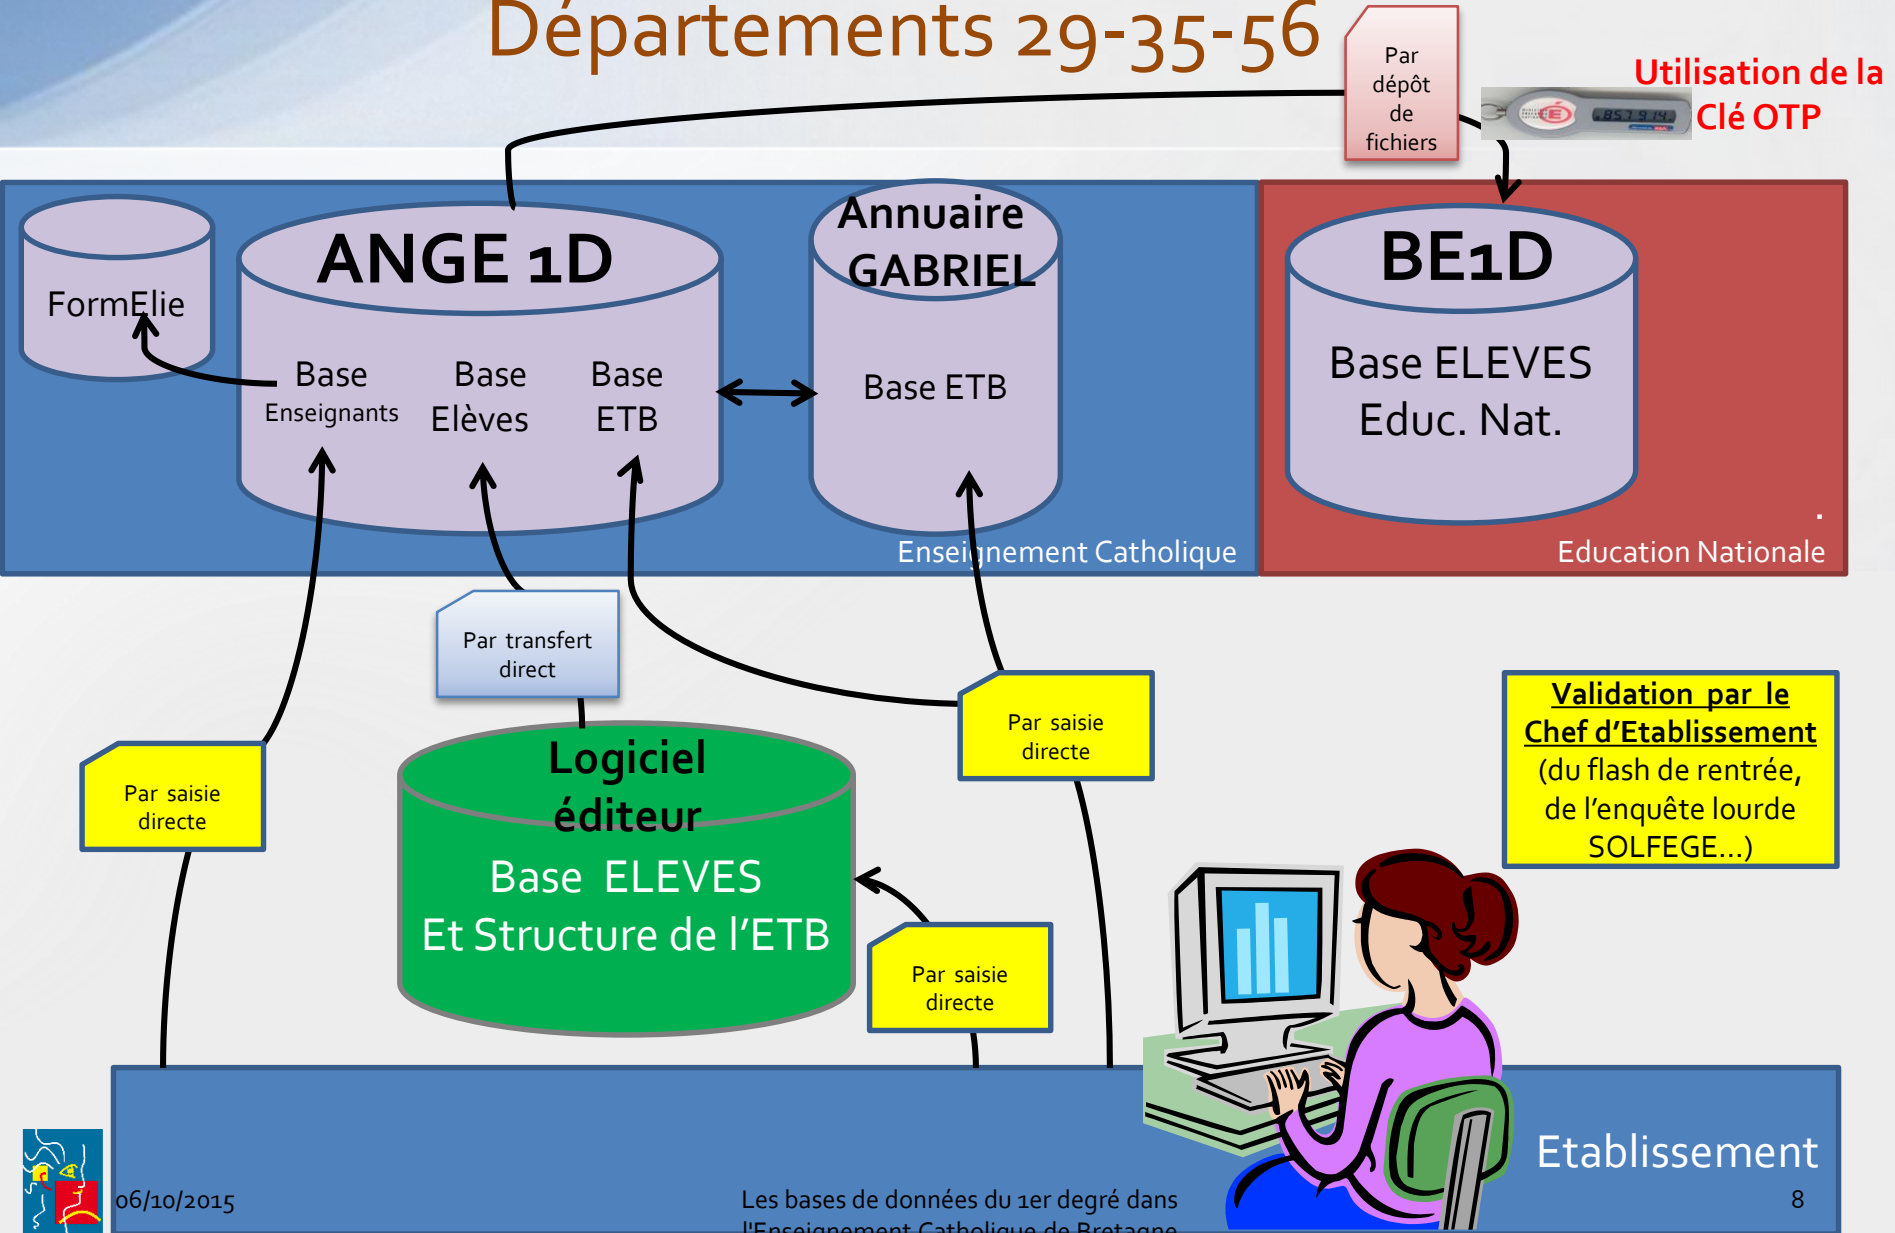 Départements 29-35-56
Par
dépôt
de
fichiers
Utilisation de la
Clé OTP
857914
FormElie
ANGE 1D
Base
Enseignants
Base
Elèves
Base
ETB
Annuaire
GABRIEL
Base ETB
Enseignement Catholique
BE1D
Base ELEVES
Educ. Nat.
.
Education Nationale
Par transfert
direct
Par saisie
directe
Par saisie
directe
Validation par le
Chef d’Etablissement
(du flash de rentrée,
de l’enquête lourde
SOLFEGE…)
Logiciel
éditeur
Base ELEVES
Et Structure de l’ETB
Par saisie
directe
Etablissement
06/10/2015
Les bases de données du 1er degré dans
l'Enseignement Catholique de Bretagne
8